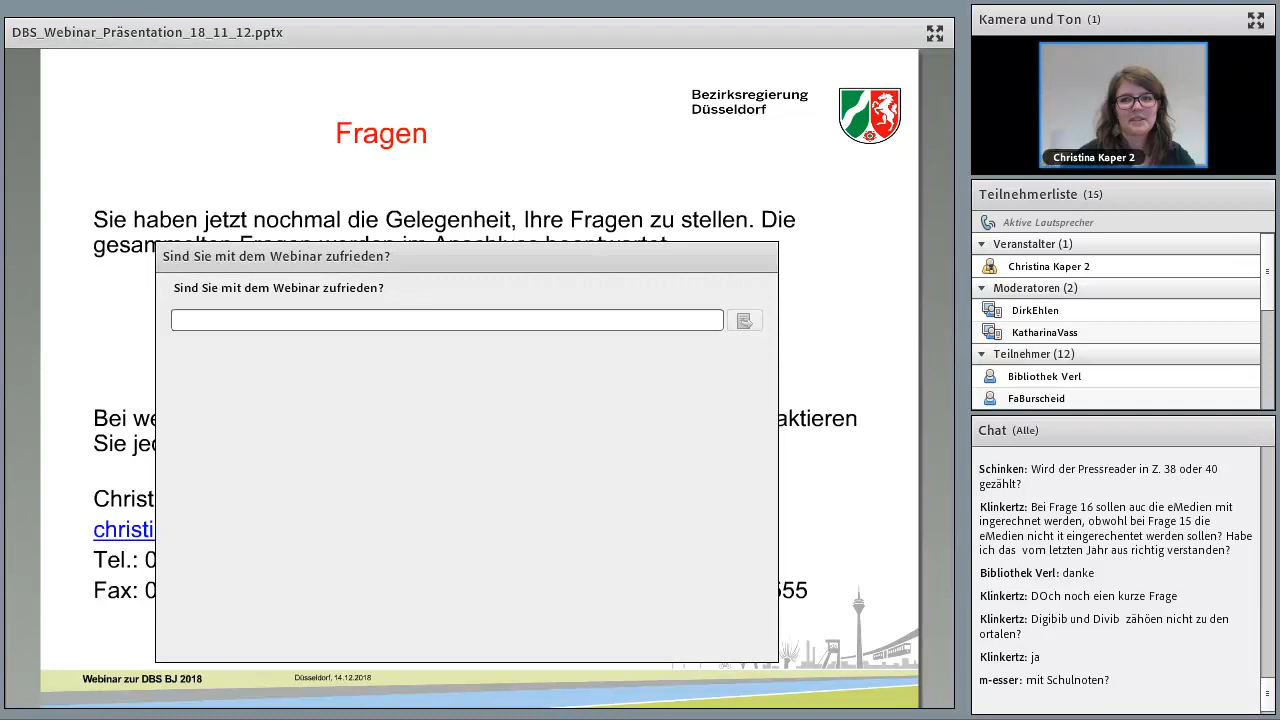 DBS_Webinar_Präsentation_18_11_12.pptx
Bezirksregierung
Düsseldorf
Fragen
Sie haben jetzt nochmal die Gelegenheit, Ihre Fragen zu stellen. Die
gesammelten Fragen werden im Anschluss beantwortet.
Sind Sie mit dem Webinar zufrieden?
Sind Sie mit dem Webinar zufrieden?
Bei we
aktieren
Sie jed
Christ
christi
Tel.: 0
Fax: 0
555
Webinar zur DBS BJ 2018
Düsseldorf, 14.12.2018
Kamera und Ton (1)
Christina Kaper 2
Teilnehmerliste (15)
Aktive Lautsprecher
Veranstalter (1)
Christina Kaper 2
Moderatoren (2)
DirkEhlen
KatharinaVass
Teilnehmer (12)
Bibliothek Verl
FaBurscheid
Chat (Alle)
Schinken: Wird der Pressreader in Z. 38 oder 40
gezählt?
Klinkertz: Bei Frage 16 sollen auc die eMedien mit
ingerechnet werden, obwohl bei Frage 15 die
eMedien nicht it eingerechentet werden sollen? Habe
ich das vom letzten Jahr aus richtig verstanden?
Bibliothek Verl: danke
Klinkertz: DOch noch eien kurze Frage
Klinkertz: Digibib und Divib zähöen nicht zu den
ortalen?
Klinkertz: ja
m-esser: mit Schulnoten?